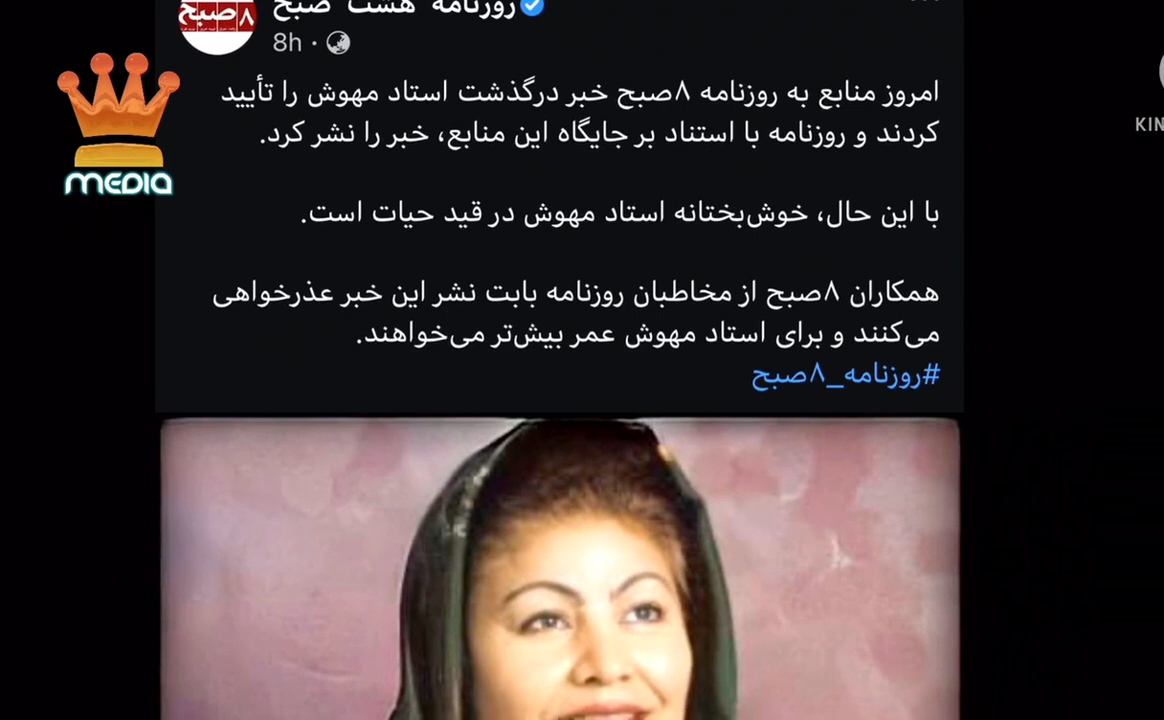 روزنامه هشت صبح
۸صبح
8h ·
MEDIA
KIN
امروز منابع به روزنامه ۸صبح خبر درگذشت استاد مهوش را تأیید
کردند و روزنامه با استناد بر جایگاه این منابع، خبر را نشر کرد.
با این حال، خوش‌بختانه استاد مهوش در قید حیات است.
همکاران ۸صبح از مخاطبان روزنامه بابت نشر این خبر عذرخواهی
می‌کنند و برای استاد مهوش عمر بیش‌تر می‌خواهند.
#روزنامه_۸صبح